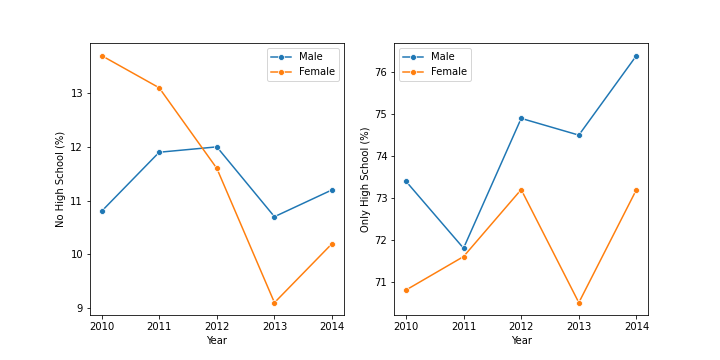 Male
Female
No High School (%)
13
12
11
10
9
2010 2011 2012 2013 2014
Year
Male
Female
Only High School (%)
76
75
74
73
72
71
2010 2011 2012 2013 2014
Year